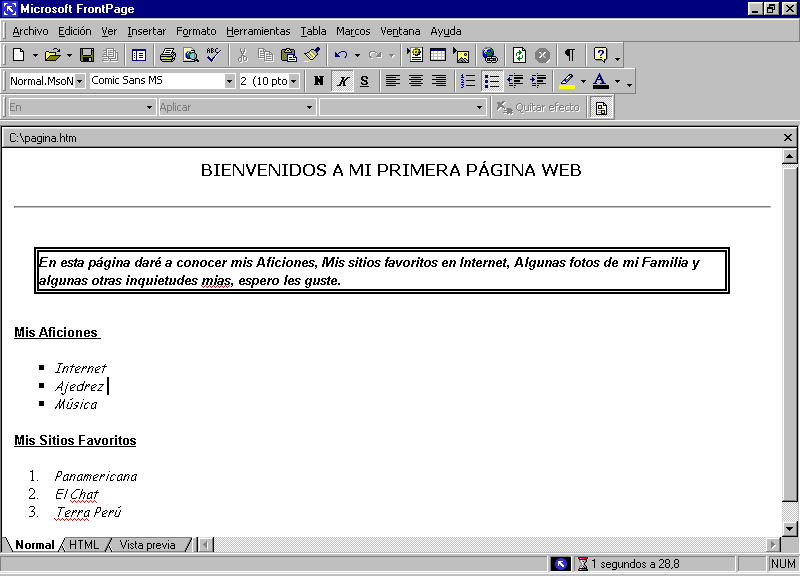 Microsoft FrontPage
Archivo Edición Ver Insertar Formato Herramientas Tabla Marcos Ventana Ayuda
Normal.MsoN Comic Sans MS 2 (10 pto N K S
En Aplicar Quitar efecto
C:\pagina.htm
BIENVENIDOS A MI PRIMERA PÁGINA WEB
En esta página daré a conocer mis Aficiones, Mis sitios favoritos en Internet, Algunas fotos de mi Familia y
algunas otras inquietudes mias, espero les guste.
Mis Aficiones
Internet
Ajedrez
Música
Mis Sitios Favoritos
1. Panamericana
2. El Chat
3. Terra Perú
Normal HTML Vista previa
1 segundos a 28,8 NUM